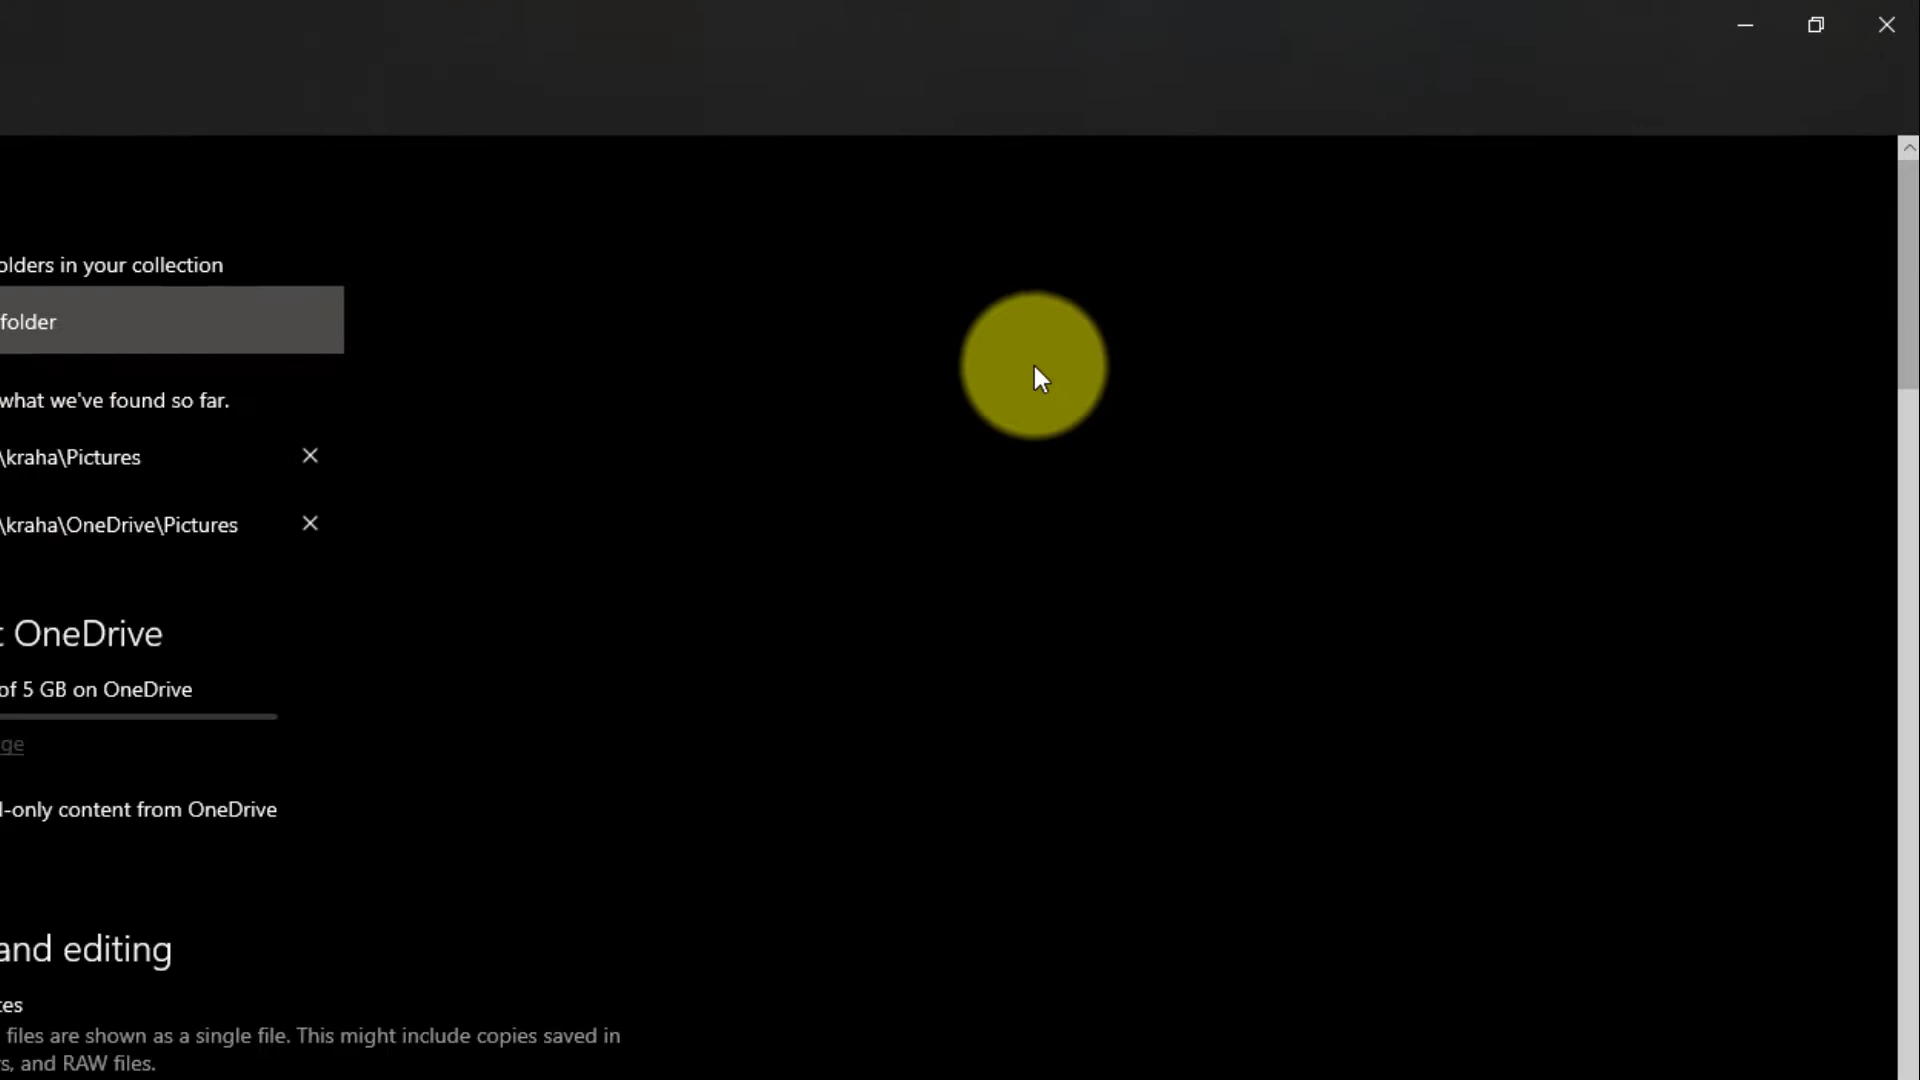 olders in your collection
folder
what we've found so far.
\kraha\Pictures
\kraha\OneDrive\Pictures
OneDrive
of 5 GB on OneDrive
ge
-only content from OneDrive
and editing
es
files are shown as a single file. This might include copies saved in
s, and RAW files.